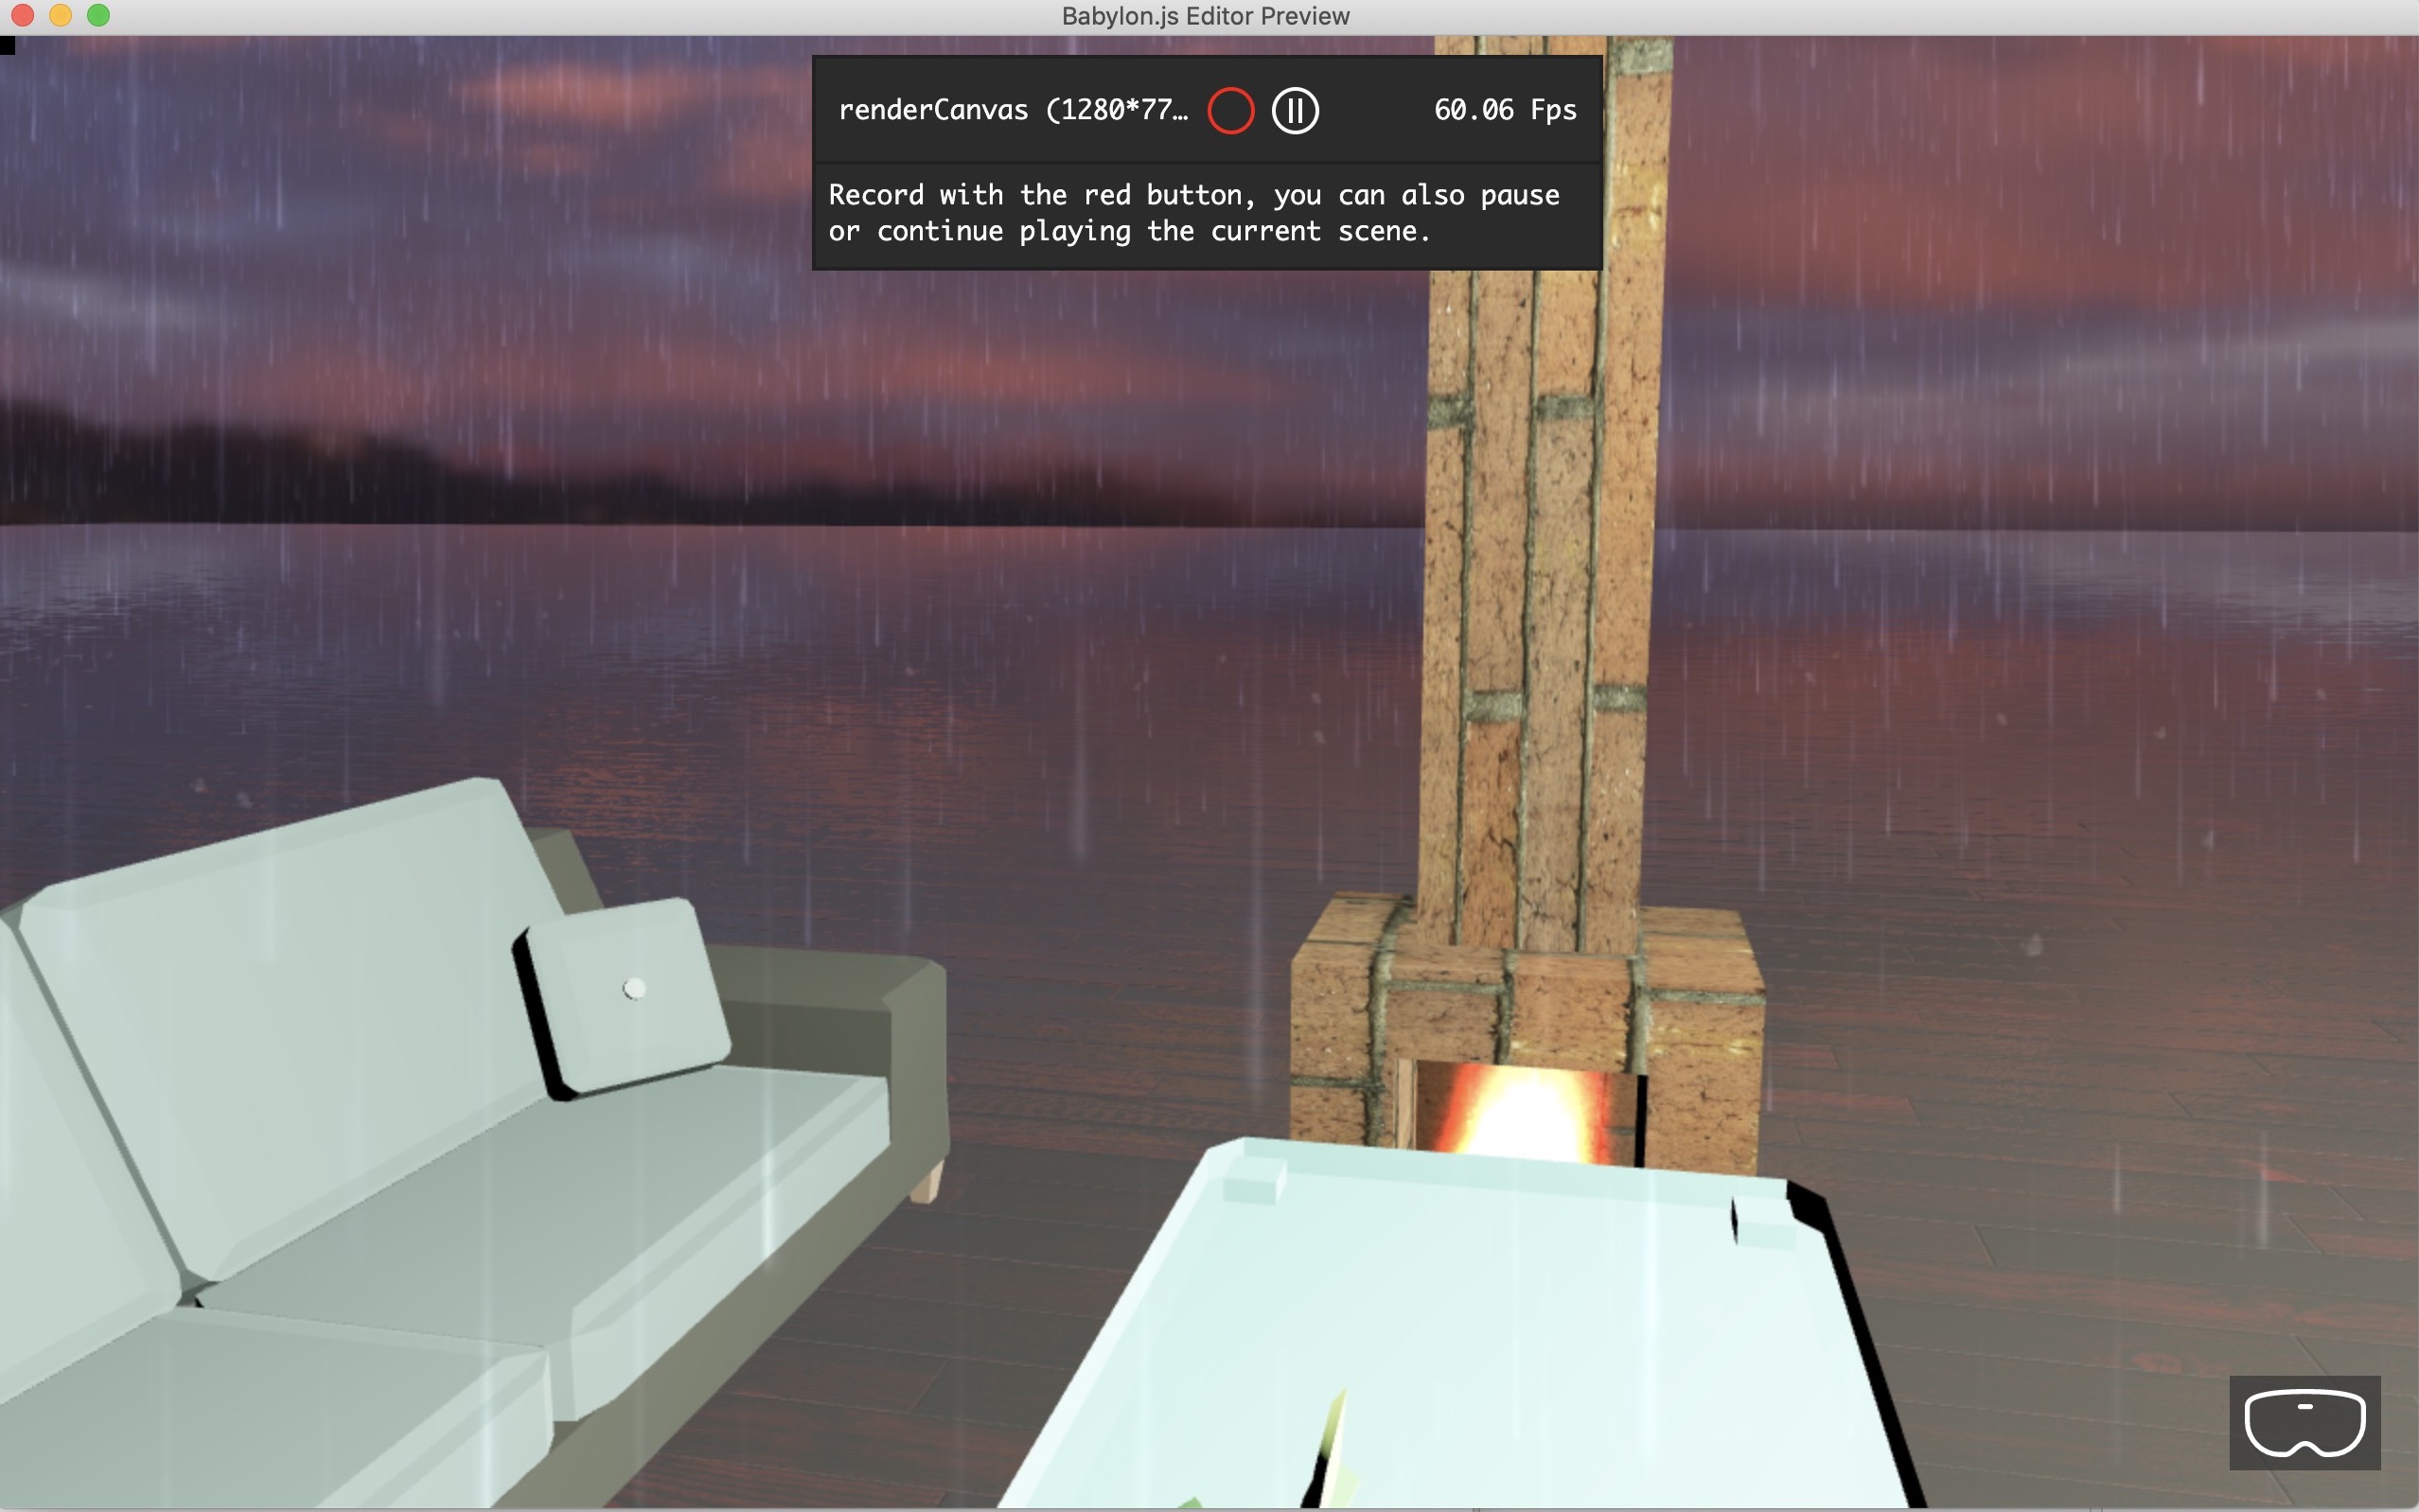 Babylon.js Editor Preview
renderCanvas (1280*77… 60.06 Fps
Record with the red button, you can also pause
or continue playing the current scene.